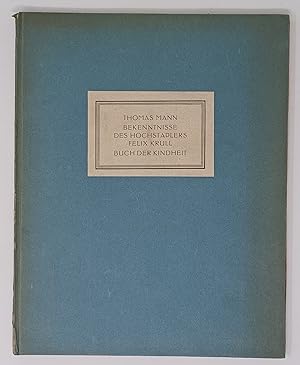 THOMAS MANN
BEKENNTNISSE
DES HOCHSTAPLERS
FELIX KRULL
BUCH DER KINDHEIT